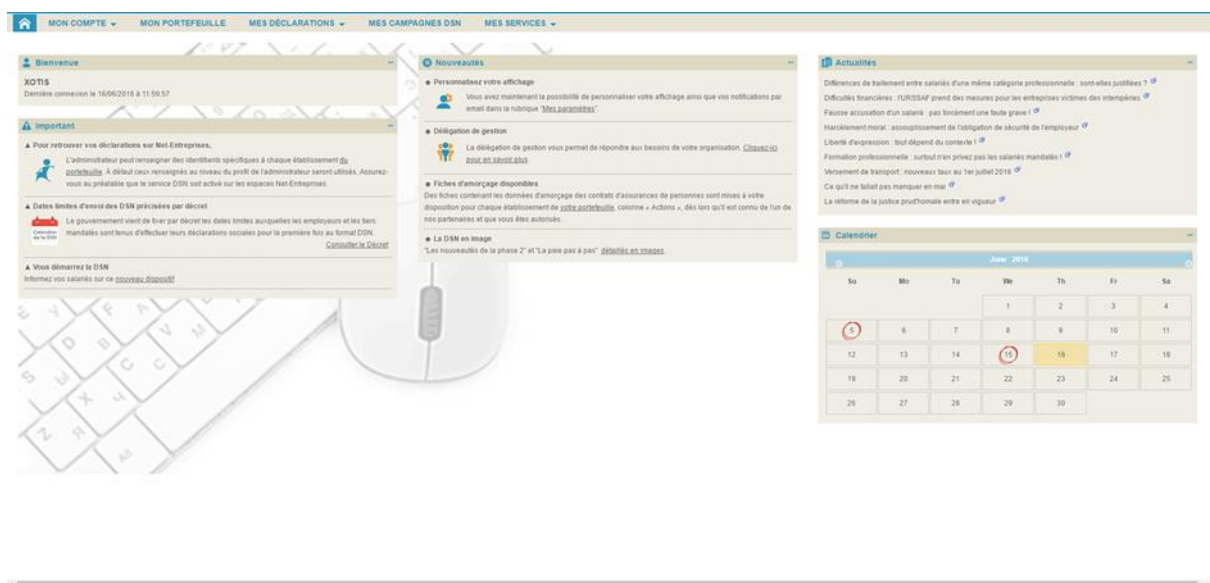 MON COMPTE
MON PORTEFEUILLE
MES DÉCLARATIONS
MES CAMPAGNES DSN
MES SERVICES
Bienvenue
XOTIS
Dernière connexion le 16/06/2016 à 11:59:57
Important
Pour retrouver vos déclarations sur Net-Entreprises,
L'administrateur peut renseigner des identifiants spécifiques à chaque établissement du
portefeuille. À défaut ceux renseignés au niveau du profil de l'administrateur seront utilisés. Assurez-
vous au préalable que le service DSN soit activé sur les espaces Net-Entreprises.
Dates limites d'envoi des DSN précisées par décret
Calendrier
de la DSN
Le gouvernement vient de fixer par décret les dates limites auxquelles les employeurs et les tiers
mandatés sont tenus d'effectuer leurs déclarations sociales pour la première fois au format DSN.
Consulter le Décret
Vous démarrez la DSN
Informez vos salariés sur ce nouveau dispositif
Nouveautés
Personnalisez votre affichage
Vous avez maintenant la possibilité de personnaliser votre affichage ainsi que vos notifications par
email dans la rubrique "Mes paramètres".
Délégation de gestion
La délégation de gestion vous permet de répondre aux besoins de votre organisation. Cliquez-ici
pour en savoir plus.
Fiches d'amorçage disponibles
Des fiches contenant les données d'amorçage des contrats d'assurances de personnes sont mises à votre
disposition pour chaque établissement de votre portefeuille, colonne « Actions », dès lors qu'il est connu de l'un de
nos partenaires et que vous êtes autorisés.
La DSN en image
"Les nouveautés de la phase 2" et "La paie pas à pas" détaillés en images.
Actualités
Différences de traitement entre salariés d'une même catégorie professionnelle : sont-elles justifiées ?
Difficultés financières : l'URSSAF prend des mesures pour les entreprises victimes des intempéries
Fausse accusation d'un salarié : pas forcément une faute grave !
Harcèlement moral : assouplissement de l'obligation de sécurité de l'employeur
Liberté d'expression : tout dépend du contexte !
Formation professionnelle : surtout n'en privez pas les salariés mandatés !
Versement de transport : nouveaux taux au 1er juillet 2016
Ce qu'il ne fallait pas manquer en mai
La réforme de la justice prud'homale entre en vigueur
Calendrier
June 2016
Su Mo Tu We Th Fr Sa
1 2 3 4
5 6 7 8 9 10 11
12 13 14 15 16 17 18
19 20 21 22 23 24 25
26 27 28 29 30